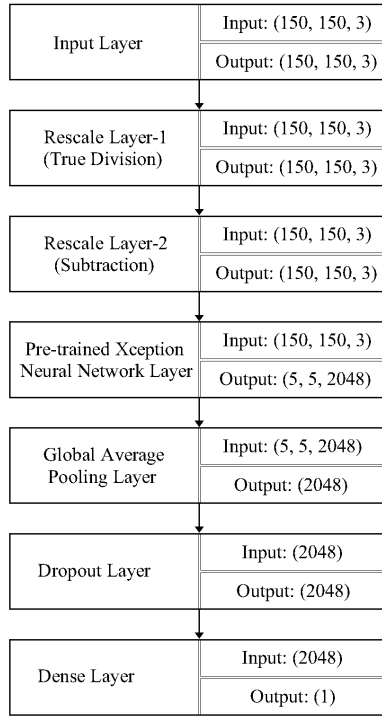 Input Layer
Input: (150, 150, 3)
Output: (150, 150, 3)
Rescale Layer-1
(True Division)
Input: (150, 150, 3)
Output: (150, 150, 3)
Rescale Layer-2
(Subtraction)
Input: (150, 150, 3)
Output: (150, 150, 3)
Pre-trained Xception
Neural Network Layer
Input: (150, 150, 3)
Output: (5, 5, 2048)
Global Average
Pooling Layer
Input: (5, 5, 2048)
Output: (2048)
Dropout Layer
Input: (2048)
Output: (2048)
Dense Layer
Input: (2048)
Output: (1)